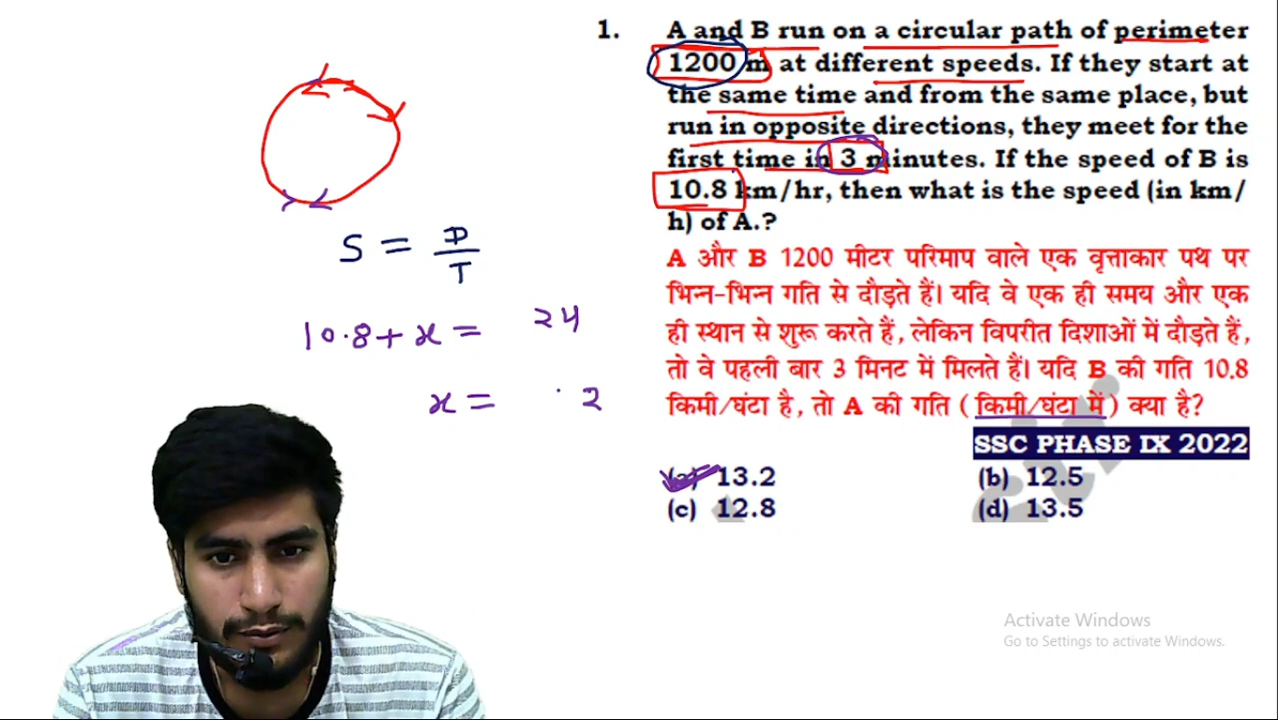 1. A and B run on a circular path of perimeter
1200 m at different speeds. If they start at
the same time and from the same place, but
run in opposite directions, they meet for the
first time in 3 minutes. If the speed of B is
10.8 km/hr, then what is the speed (in km/
h) of A.?
A और B 1200 मीटर परिमाप वाले एक वृत्ताकार पथ पर
भिन्न-भिन्न गति से दौड़ते हैं। यदि वे एक ही समय और एक
ही स्थान से शुरू करते हैं, लेकिन विपरीत दिशाओं में दौड़ते हैं,
तो वे पहली बार 3 मिनट में मिलते हैं। यदि B की गति 10.8
किमी/घंटा है, तो A की गति (किमी/घंटा में) क्या है?
SSC PHASE IX 2022
(a) 13.2 (b) 12.5
(c) 12.8 (d) 13.5
S = D/T
10.8 + x = 24
x = .2
Activate Windows
Go to Settings to activate Windows.